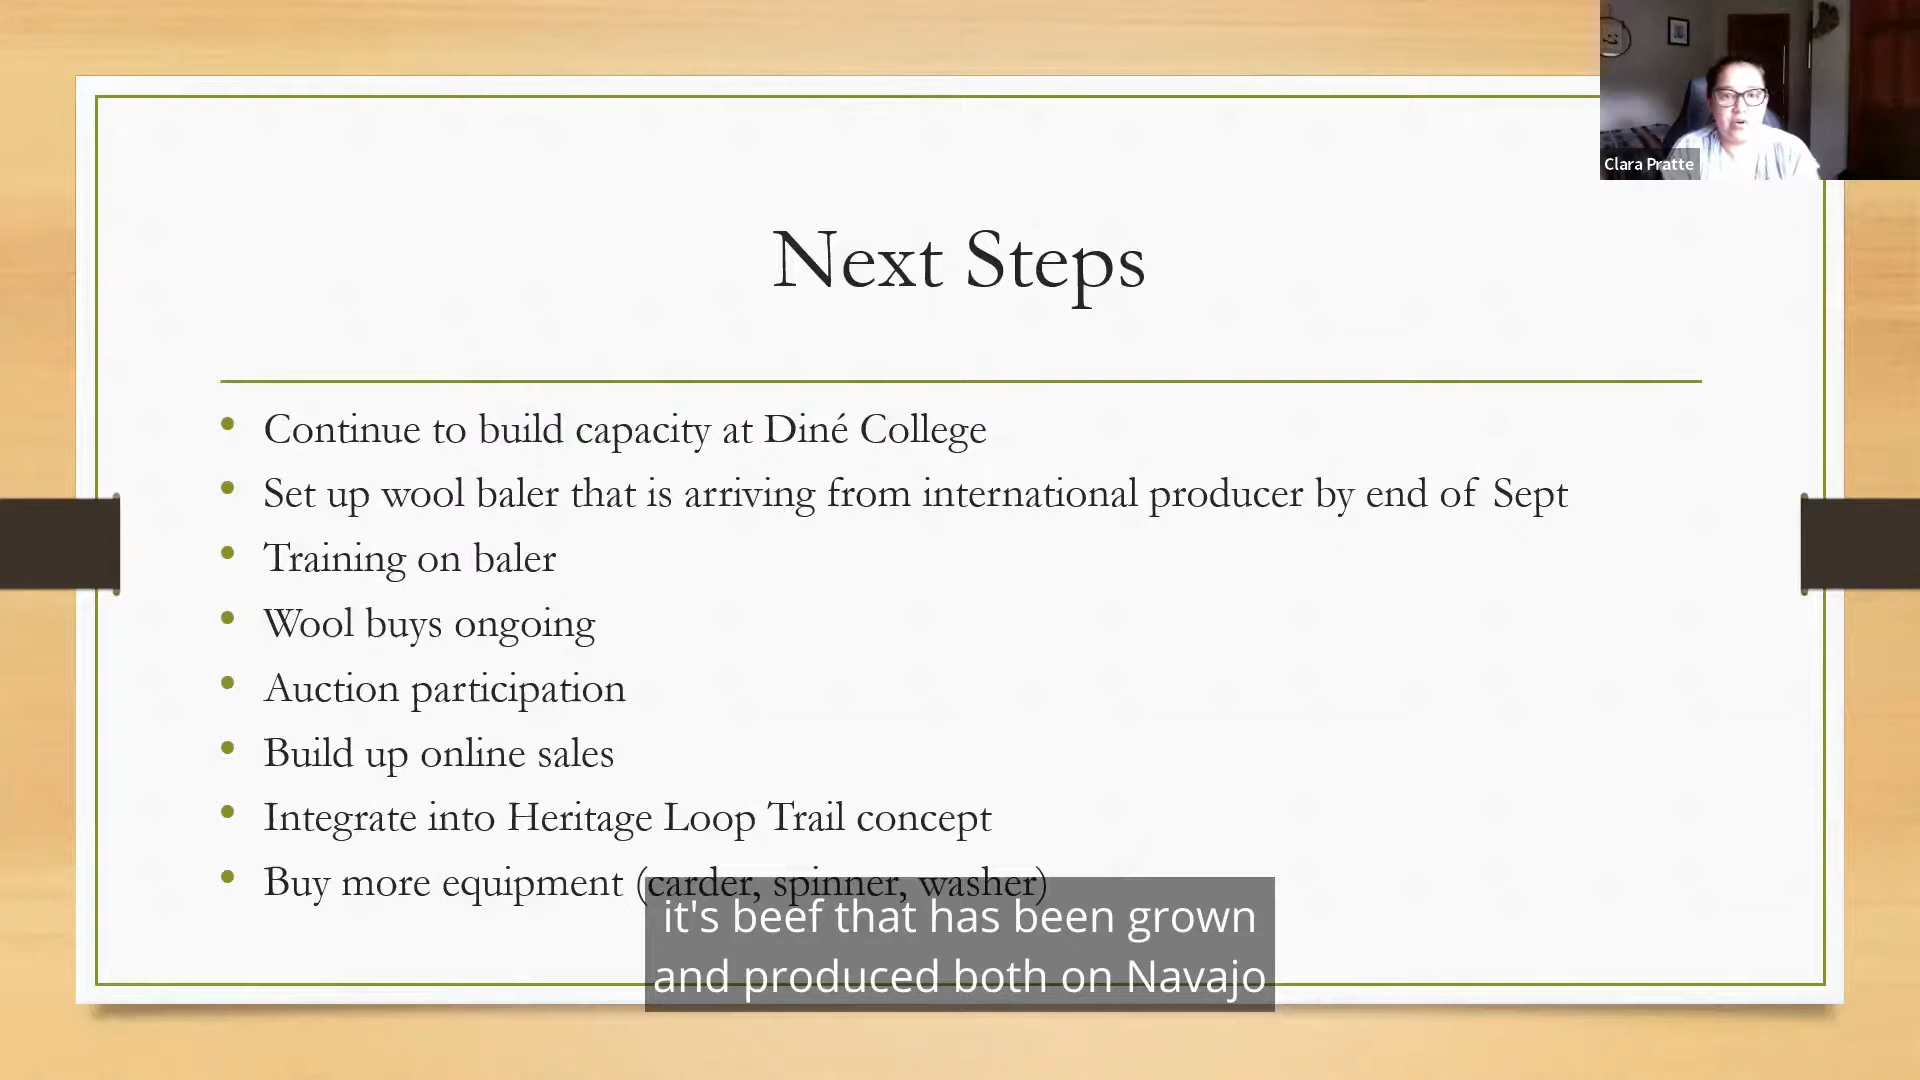 Clara Pratte
Next Steps
Continue to build capacity at Diné College
Set up wool baler that is arriving from international producer by end of Sept
Training on baler
Wool buys ongoing
Auction participation
Build up online sales
Integrate into Heritage Loop Trail concept
Buy more equipment (carder, spinner, washer)
it's beef that has been grown
and produced both on Navajo